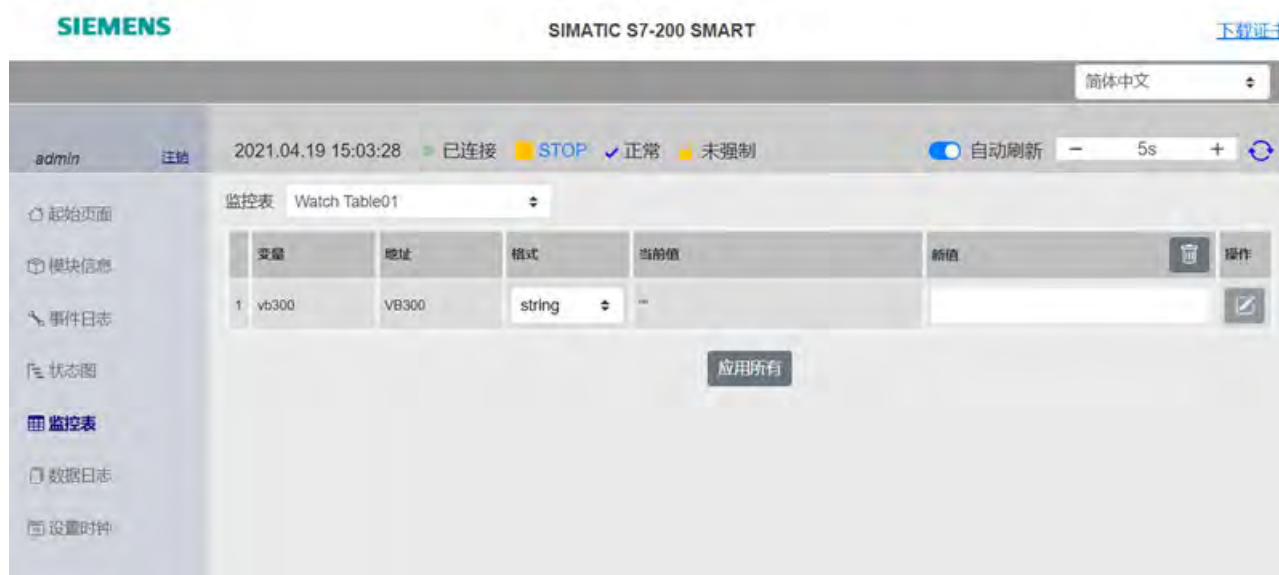 SIEMENS
SIMATIC S7-200 SMART
下载证书
简体中文
admin
注销
2021.04.19 15:03:28 已连接 STOP 正常 未强制
自动刷新 − 5s +
起始页面
模块信息
事件日志
状态图
监控表
数据日志
设置时钟
监控表 Watch Table01
变量 地址 格式 当前值 新值 操作
1 vb300 VB300 string ""
应用所有